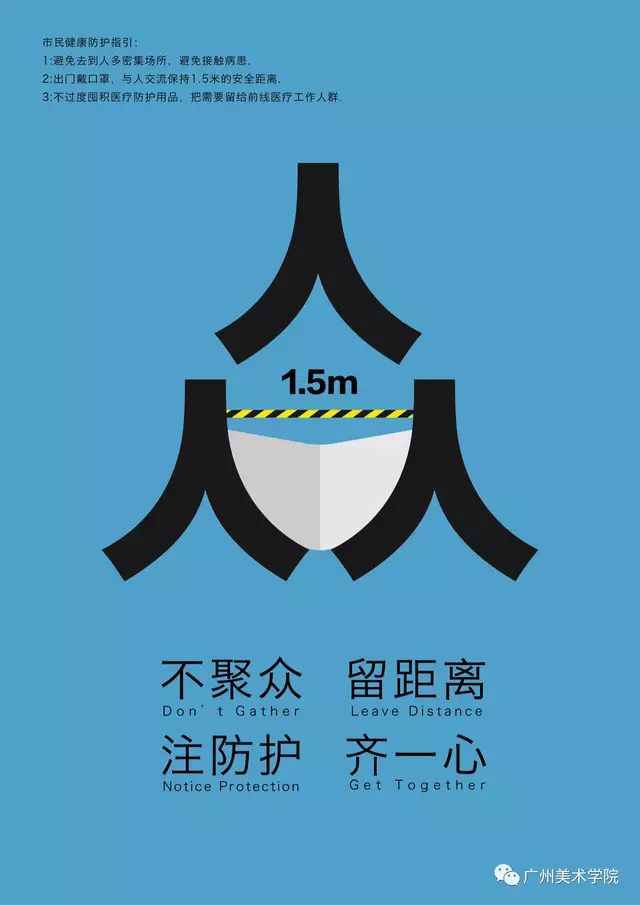 市民健康防护指引：
1:避免去到人多密集场所，避免接触病患.
2:出门戴口罩，与人交流保持1.5米的安全距离.
3:不过度囤积医疗防护用品，把需要留给前线医疗工作人群.
人
1.5m
人 人
不聚众 留距离
Don't Gather Leave Distance
注防护 齐一心
Notice Protection Get Together
广州美术学院